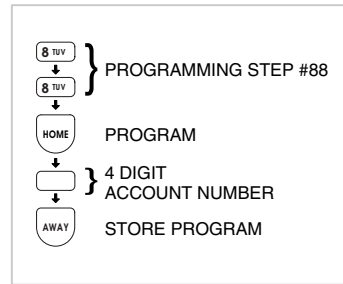 8 TUV
8 TUV
PROGRAMMING STEP #88
HOME
PROGRAM
4 DIGIT
ACCOUNT NUMBER
AWAY
STORE PROGRAM